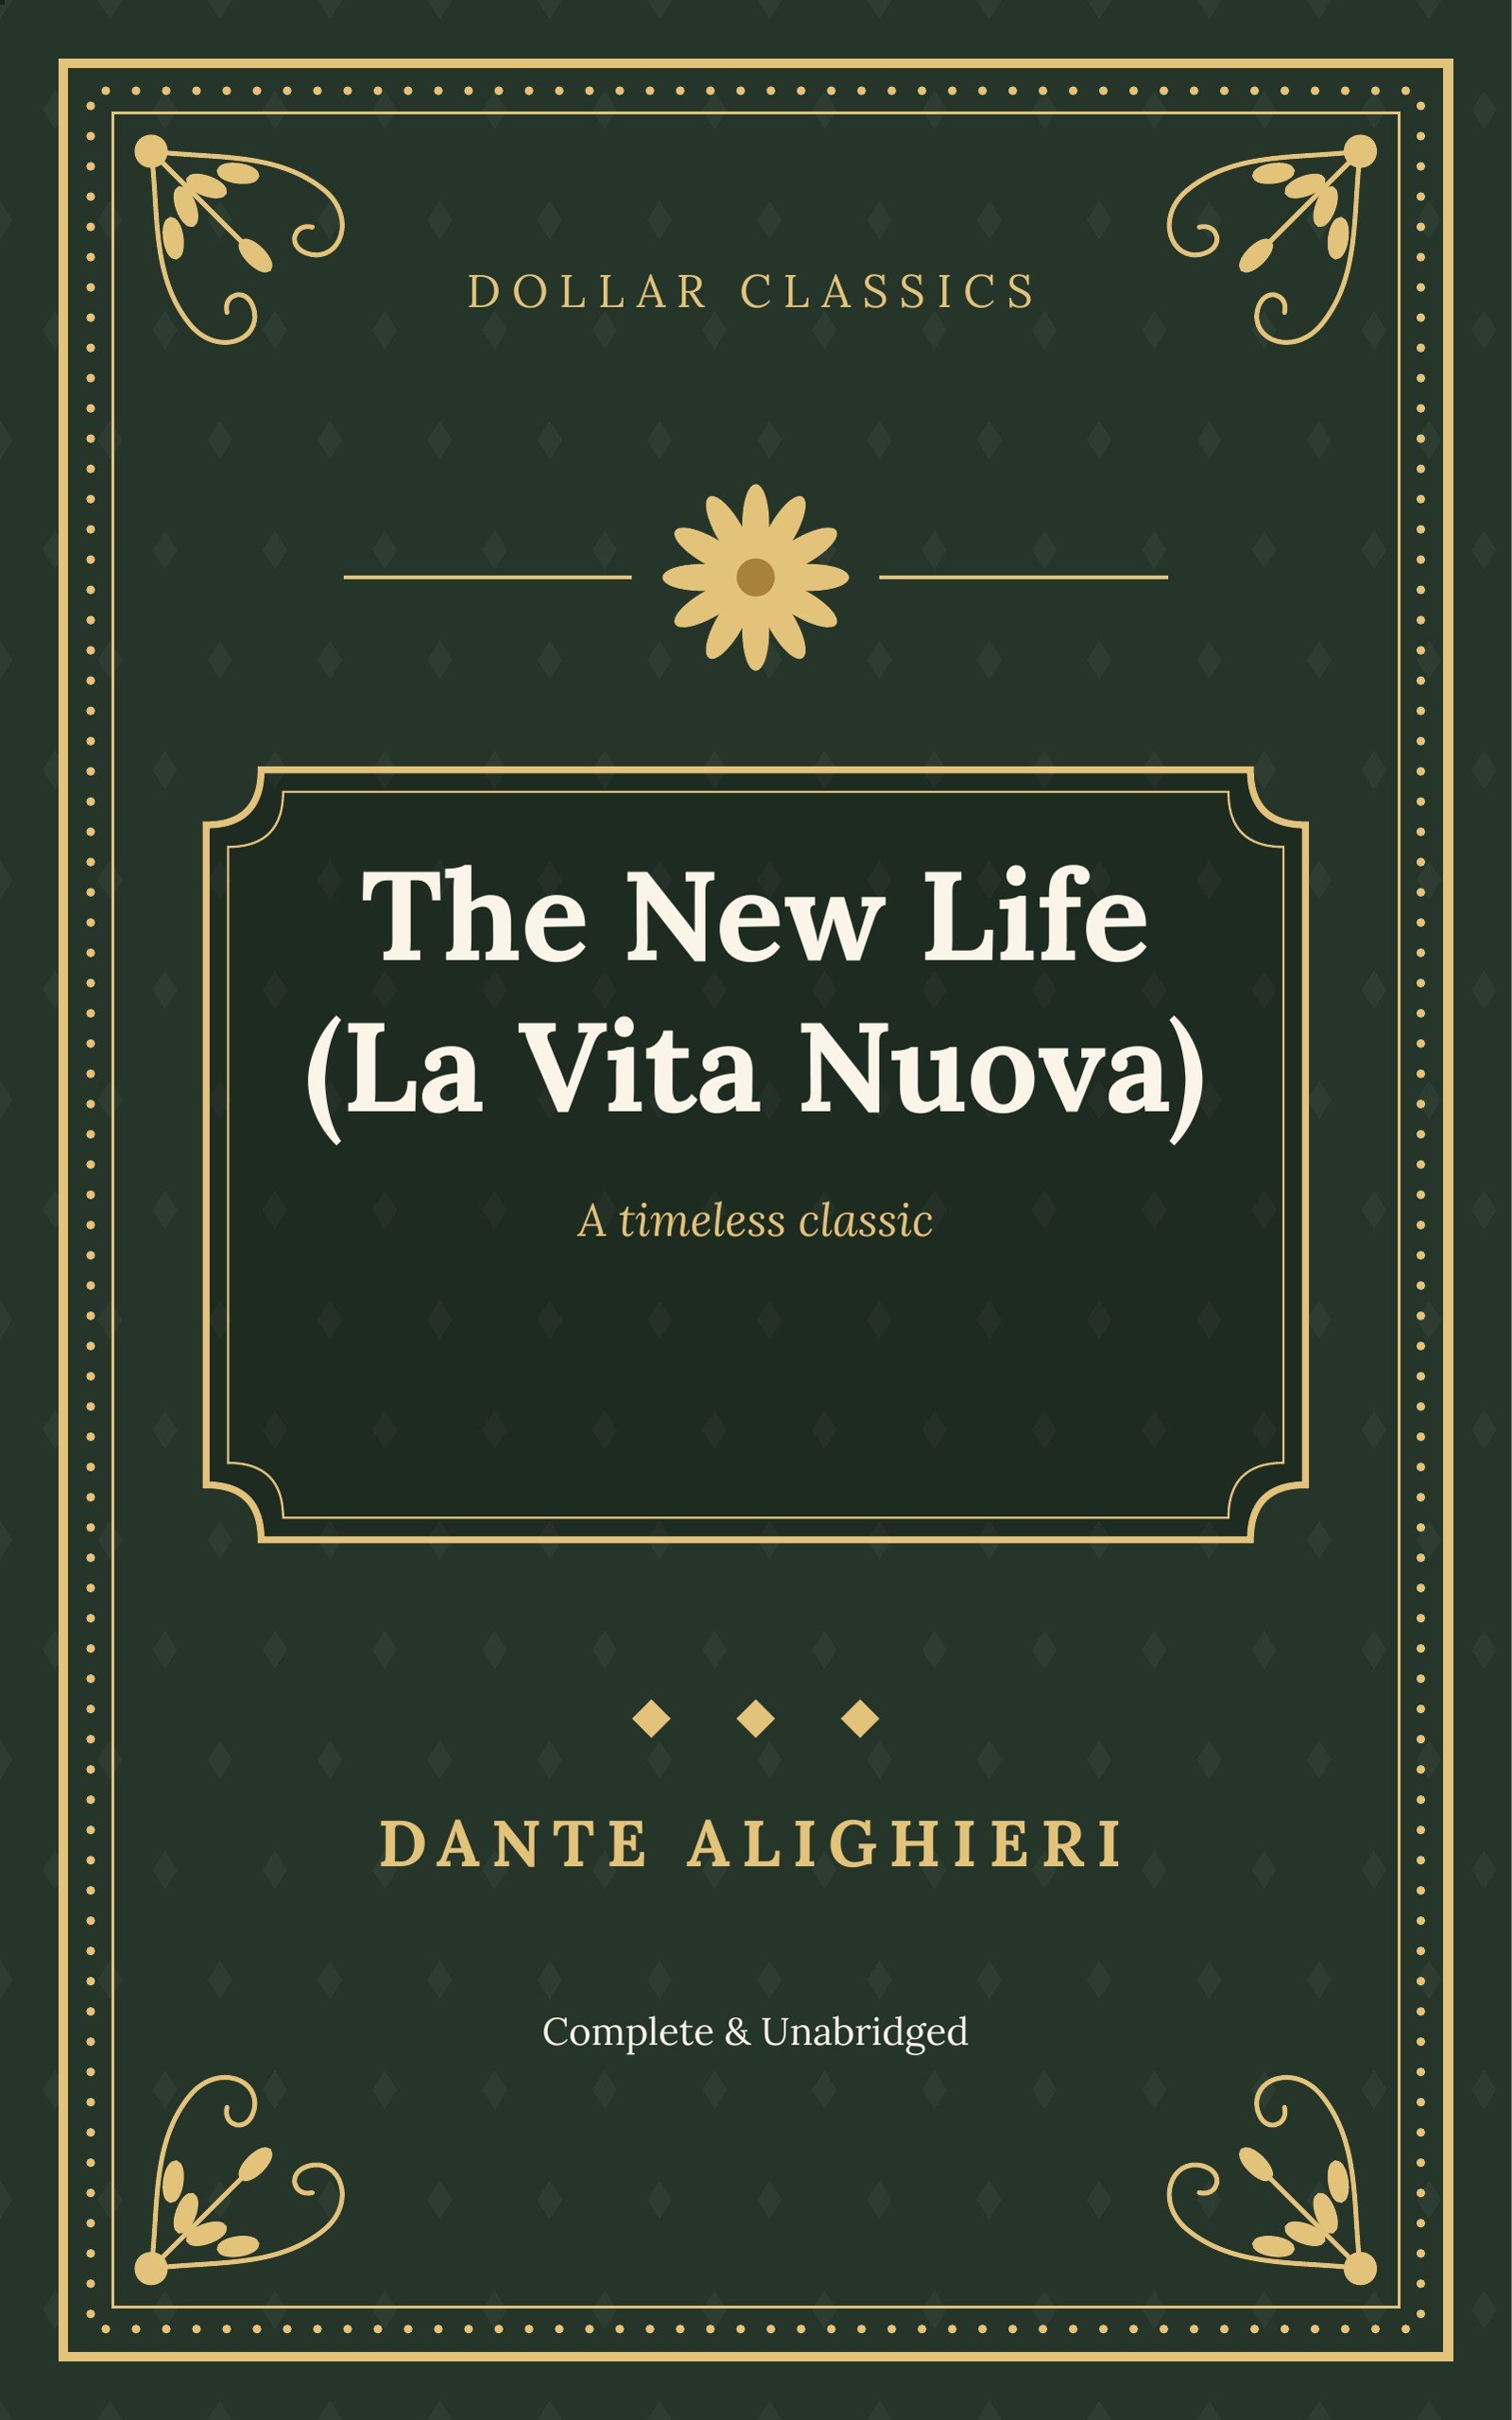 DOLLAR CLASSICS
The New Life
(La Vita Nuova)
A timeless classic
DANTE ALIGHIERI
Complete & Unabridged